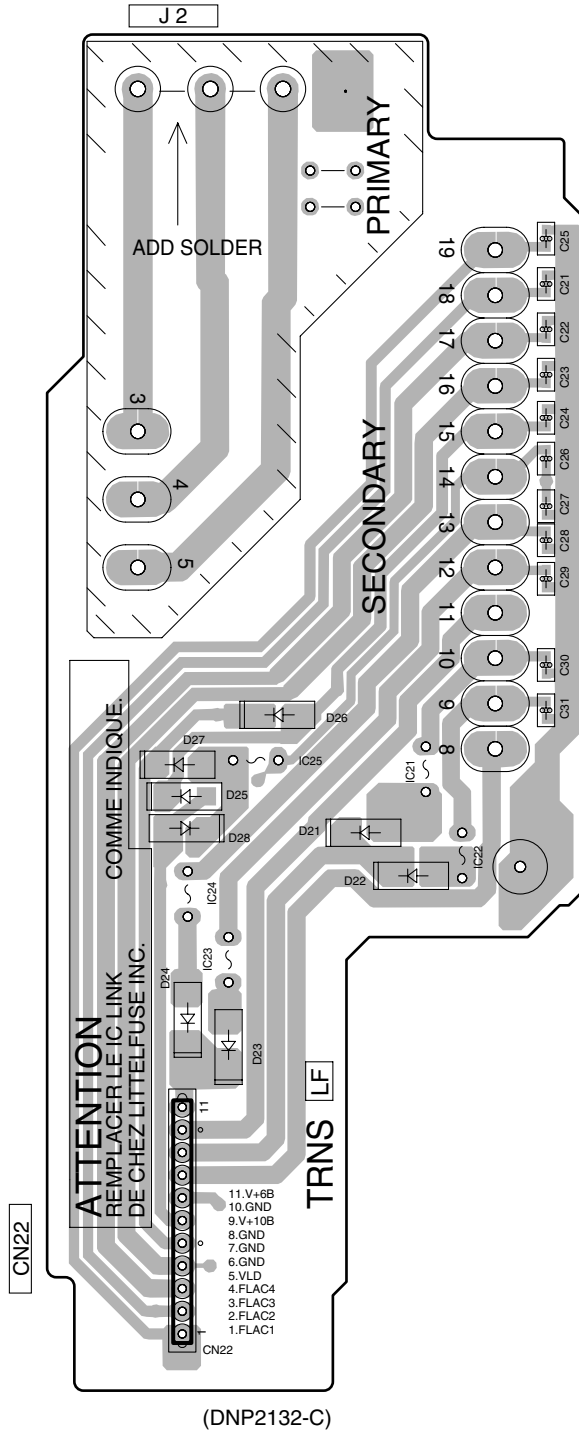 J 2
PRIMARY
ADD SOLDER
3
4
5
19
18
17
16
15
14
13
12
11
10
9
8
C25
C21
C22
C23
C24
C26
C27
C28
C29
C30
C31
SECONDARY
D26
D27
IC25
D25
D28
IC21
D21
D22
IC22
IC24
IC23
D24
D23
ATTENTION
REMPLACER LE IC LINK COMME INDIQUE.
DE CHEZ LITTELFUSE INC.
TRNS LF
11
11.V+6B
10.GND
9.V+10B
8.GND
7.GND
6.GND
5.VLD
4.FLAC4
3.FLAC3
2.FLAC2
1.FLAC1
1
CN22
CN22
(DNP2132-C)